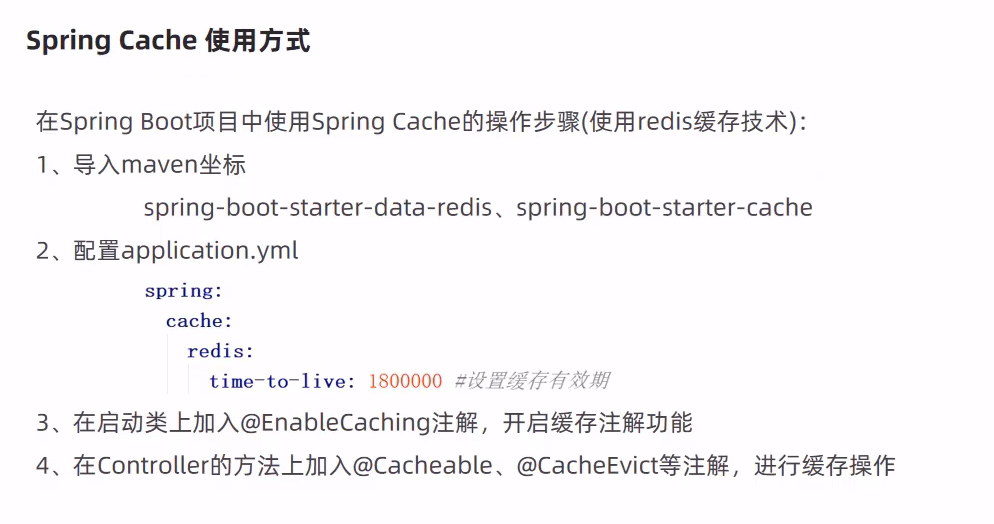 Spring Cache 使用方式
在Spring Boot项目中使用Spring Cache的操作步骤(使用redis缓存技术)：
1、导入maven坐标
spring-boot-starter-data-redis、spring-boot-starter-cache
2、配置application.yml
spring:
cache:
redis:
time-to-live: 1800000 #设置缓存有效期
3、在启动类上加入@EnableCaching注解，开启缓存注解功能
4、在Controller的方法上加入@Cacheable、@CacheEvict等注解，进行缓存操作